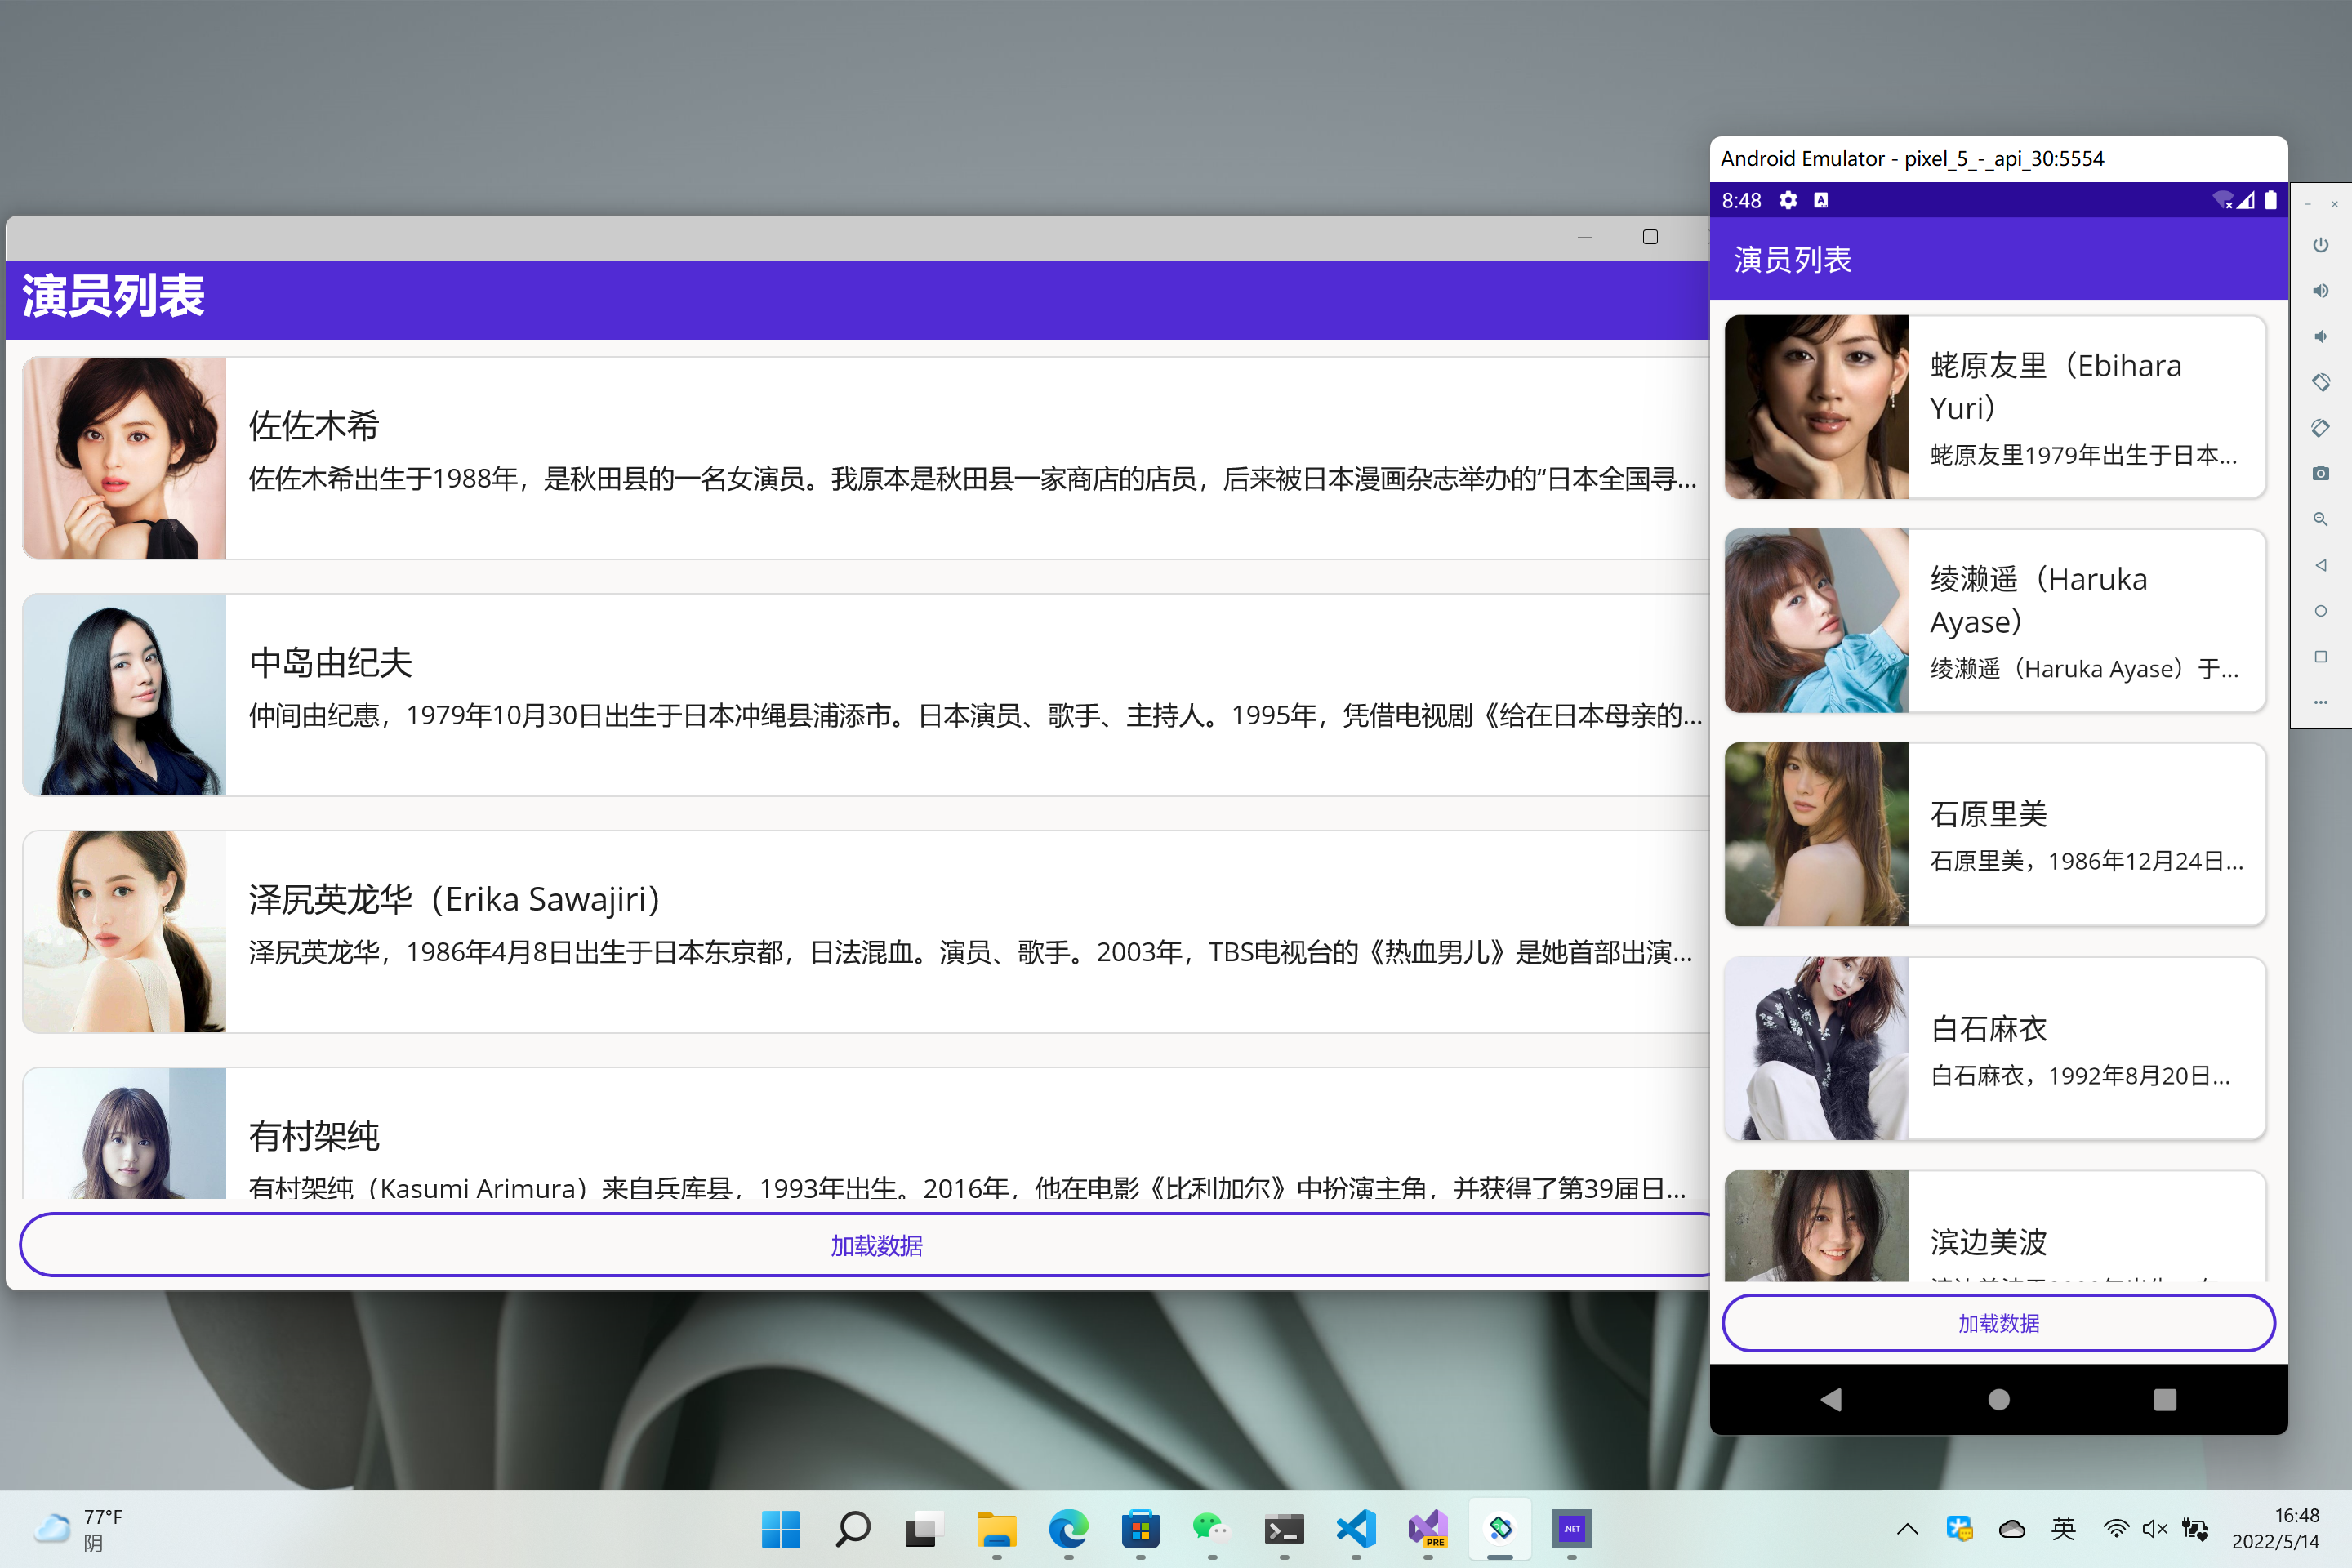 演员列表
佐佐木希
佐佐木希出生于1988年，是秋田县的一名女演员。我原本是秋田县一家商店的店员，后来被日本漫画杂志举办的“日本全国寻...
中岛由纪夫
仲间由纪惠，1979年10月30日出生于日本冲绳县浦添市。日本演员、歌手、主持人。1995年，凭借电视剧《给在日本母亲的...
泽尻英龙华（Erika Sawajiri）
泽尻英龙华，1986年4月8日出生于日本东京都，日法混血。演员、歌手。2003年，TBS电视台的《热血男儿》是她首部出演...
有村架纯
有村架纯（Kasumi Arimura）来自兵库县，1993年出生。2016年，他在电影《比利加尔》中扮演主角，并获得了第39届日...
加载数据
Android Emulator - pixel_5_-_api_30:5554
8:48
演员列表
蛯原友里（Ebihara
Yuri）
蛯原友里1979年出生于日本...
绫濑遥（Haruka
Ayase）
绫濑遥（Haruka Ayase）于...
石原里美
石原里美，1986年12月24日...
白石麻衣
白石麻衣，1992年8月20日...
滨边美波
加载数据
77°F
阴
PRE
.NET
英
16:48
2022/5/14